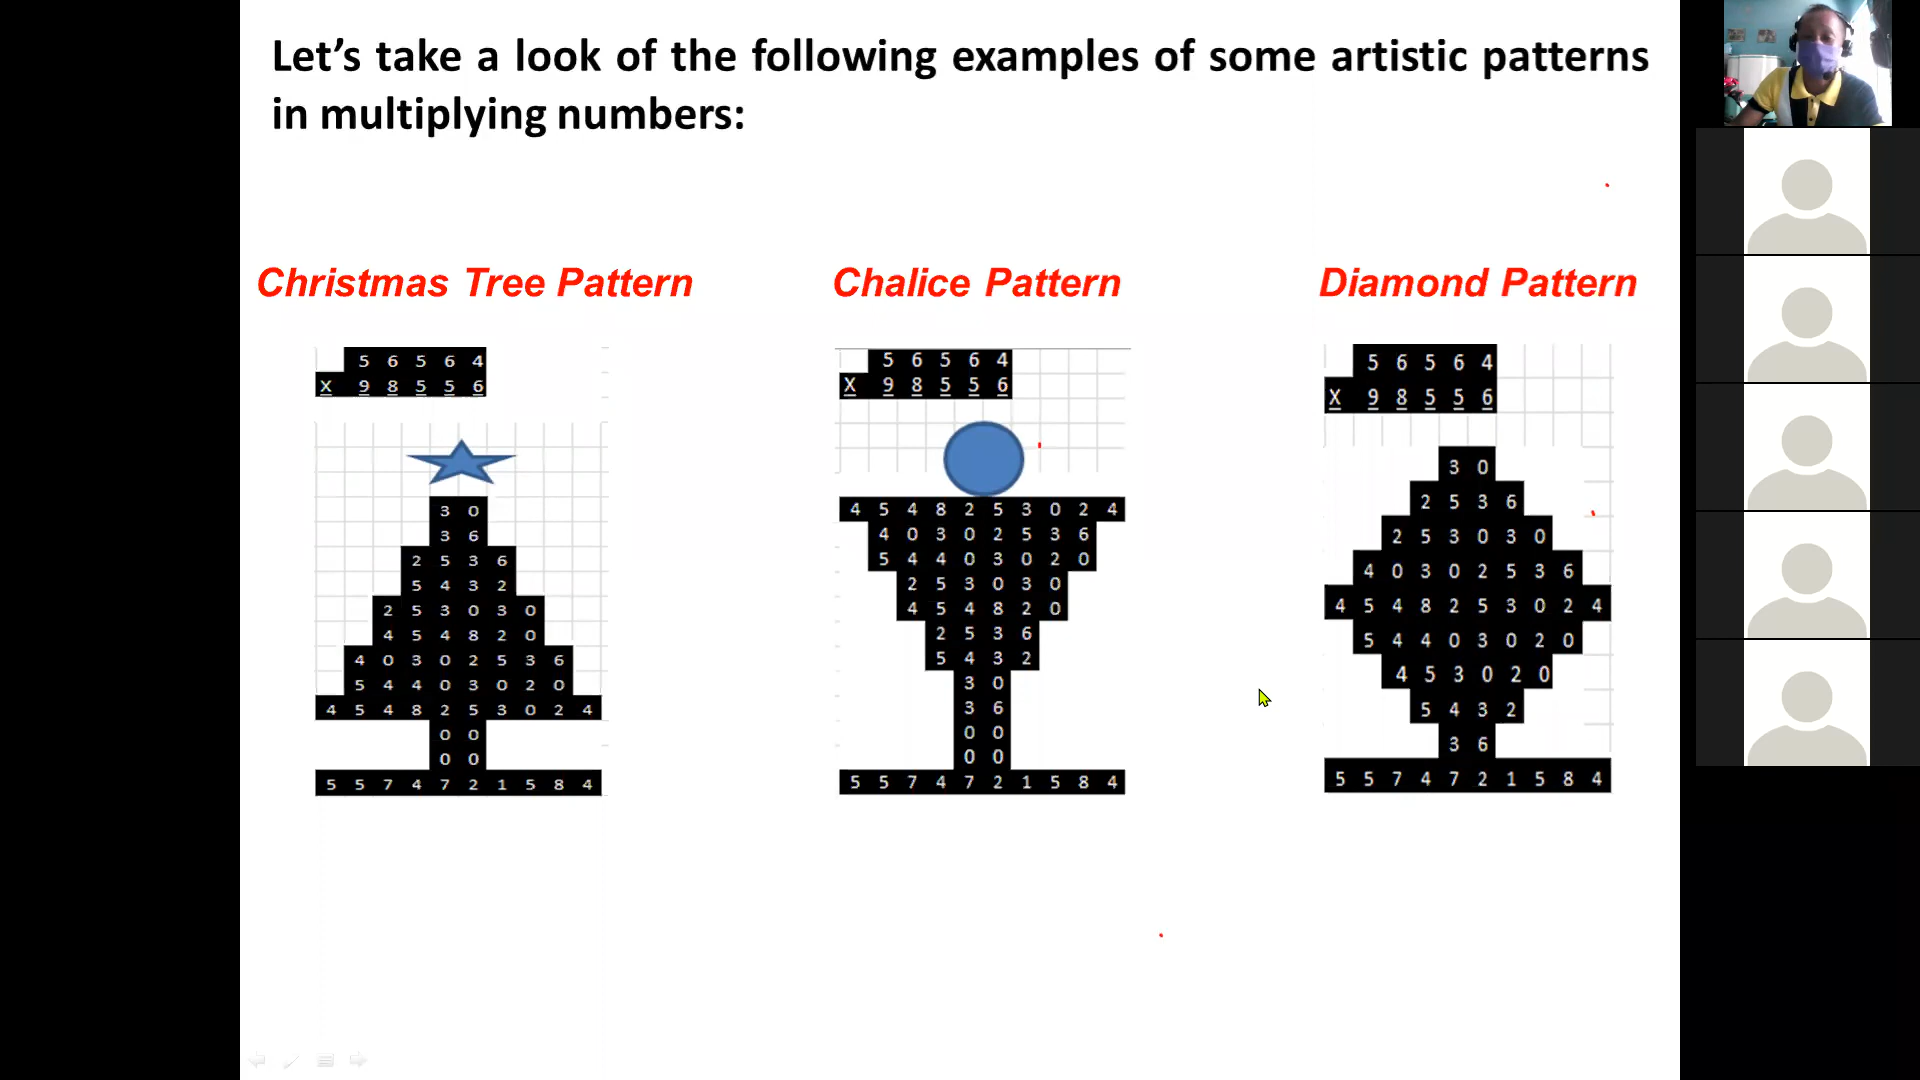 Let's take a look of the following examples of some artistic patterns
in multiplying numbers:
Christmas Tree Pattern
5 6 5 6 4
X 9 8 5 5 6
3 0
3 6
2 5 3 6
5 4 3 2
2 5 3 0 3 0
4 5 4 8 2 0
4 0 3 0 2 5 3 6
5 4 4 0 3 0 2 0
4 5 4 8 2 5 3 0 2 4
0 0
0 0
5 5 7 4 7 2 1 5 8 4
Chalice Pattern
5 6 5 6 4
X 9 8 5 5 6
4 5 4 8 2 5 3 0 2 4
4 0 3 0 2 5 3 6
5 4 4 0 3 0 2 0
2 5 3 0 3 0
4 5 4 8 2 0
2 5 3 6
5 4 3 2
3 0
3 6
0 0
0 0
5 5 7 4 7 2 1 5 8 4
Diamond Pattern
5 6 5 6 4
X 9 8 5 5 6
3 0
2 5 3 6
2 5 3 0 3 0
4 0 3 0 2 5 3 6
4 5 4 8 2 5 3 0 2 4
5 4 4 0 3 0 2 0
4 5 3 0 2 0
5 4 3 2
3 6
5 5 7 4 7 2 1 5 8 4